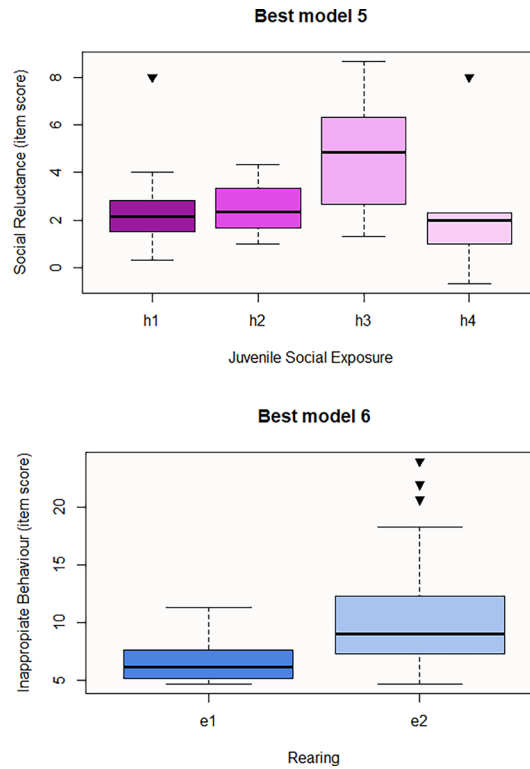 Best model 5
Social Reluctance (item score)
8
6
4
2
0
h1 h2 h3 h4
Juvenile Social Exposure
Best model 6
Inappropiate Behaviour (item score)
20
15
10
5
e1 e2
Rearing